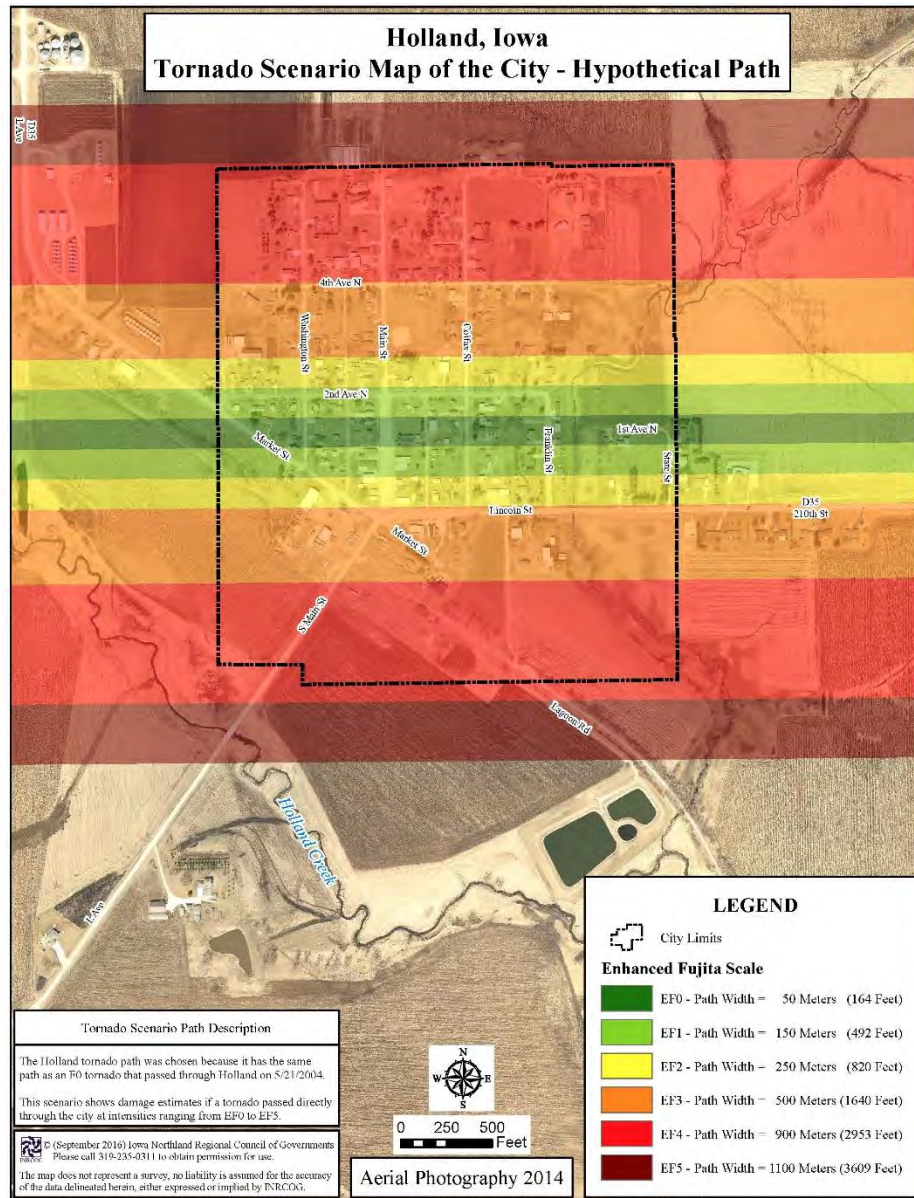 Holland, Iowa
Tornado Scenario Map of the City - Hypothetical Path
D35
L Ave
4th Ave N
Washington St
Main St
Colfax St
2nd Ave N
Market St
Franklin St
1st Ave N
State St
Lincoln St
D35
210th St
Market St
S Main St
Lagoon Rd
Holland Creek
L Ave
LEGEND
City Limits
Enhanced Fujita Scale
EF0 - Path Width = 50 Meters (164 Feet)
EF1 - Path Width = 150 Meters (492 Feet)
EF2 - Path Width = 250 Meters (820 Feet)
EF3 - Path Width = 500 Meters (1640 Feet)
EF4 - Path Width = 900 Meters (2953 Feet)
EF5 - Path Width = 1100 Meters (3609 Feet)
Tornado Scenario Path Description
The Holland tornado path was chosen because it has the same
path as an F0 tornado that passed through Holland on 5/21/2004.
This scenario shows damage estimates if a tornado passed directly
through the city at intensities ranging from EF0 to EF5.
INRCOG
© (September 2016) Iowa Northland Regional Council of Governments
Please call 319-235-0311 to obtain permission for use.
The map does not represent a survey, no liability is assumed for the accuracy
of the data delineated herein, either expressed or implied by INRCOG.
N
W E
S
0 250 500
Feet
Aerial Photography 2014